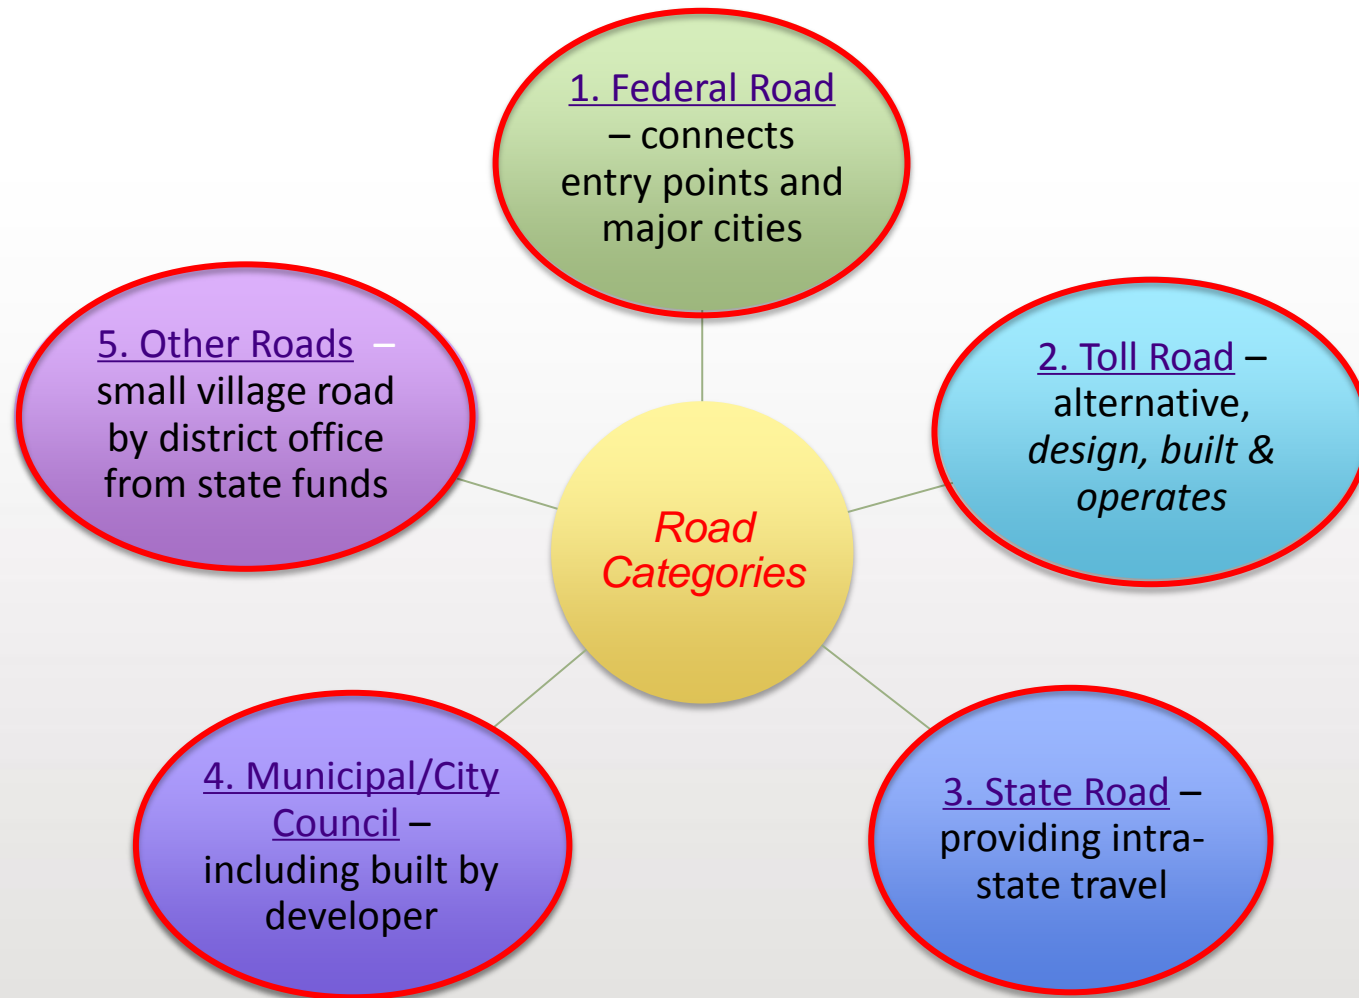 1. Federal Road
– connects
entry points and
major cities
2. Toll Road –
alternative,
design, built &
operates
3. State Road –
providing intra-
state travel
4. Municipal/City
Council –
including built by
developer
5. Other Roads –
small village road
by district office
from state funds
Road
Categories